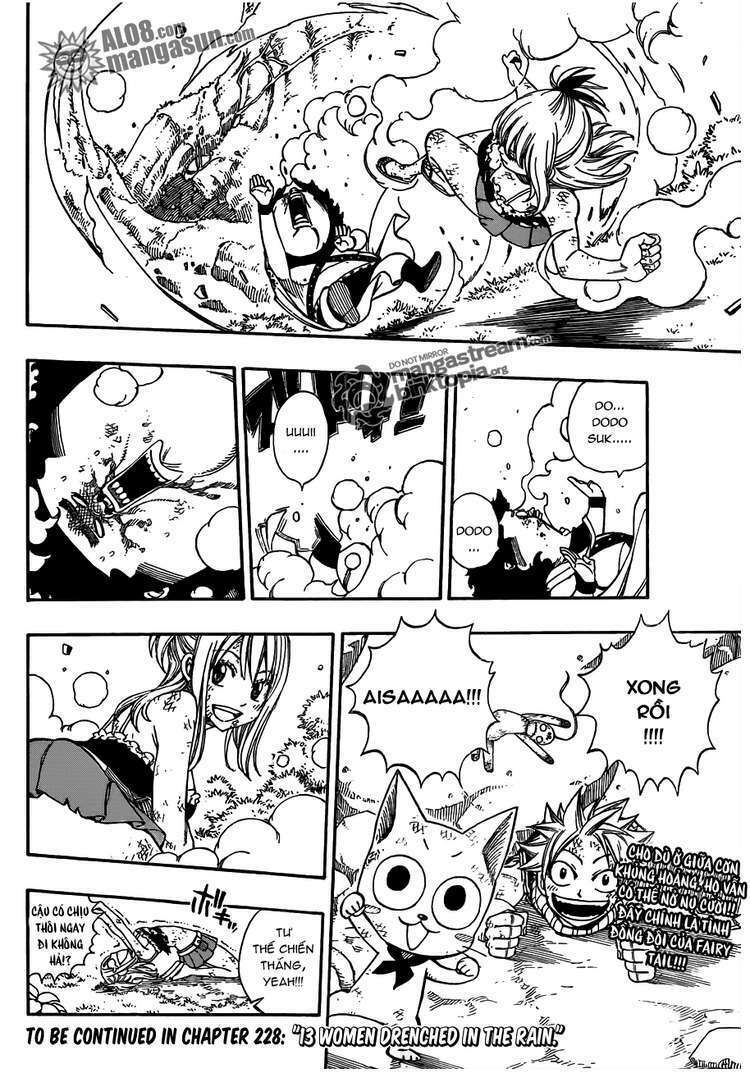 AL08.com
mangasun.com
DO NOT MIRROR
mangastream.com
binktopia.org
UUU!!
....
DO...
DODO
SUK.....
DODO
...
AISAAAAA!!!
XONG
RỒI
!!!!
CHO DÙ Ở GIỮA CƠN
KHỦNG HOẢNG, HỌ VẪN
CÓ THỂ NỞ NỤ CƯỜI!!
ĐÂY CHÍNH LÀ TÌNH
ĐỒNG ĐỘI CỦA FAIRY
TAIL!!!
CẬU CÓ CHỊU
THÔI NGAY
ĐI KHÔNG
HẢ!?
TƯ
THẾ CHIẾN
THẮNG,
YEAH!!!
TO BE CONTINUED IN CHAPTER 228: "13 WOMEN DRENCHED IN THE RAIN."